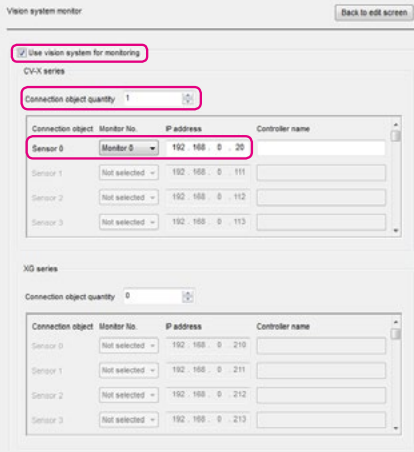 Vision system monitor
Back to edit screen
Use vision system for monitoring
CV-X series
Connection object quantity 1
Connection object Monitor No. IP address Controller name
Sensor 0 Monitor 0 192 . 168 . 0 . 20
Sensor 1 Not selected 192 . 168 . 0 . 111
Sensor 2 Not selected 192 . 168 . 0 . 112
Sensor 3 Not selected 192 . 168 . 0 . 113
XG series
Connection object quantity 0
Connection object Monitor No. IP address Controller name
Sensor 0 Not selected 192 . 168 . 0 . 210
Sensor 1 Not selected 192 . 168 . 0 . 211
Sensor 2 Not selected 192 . 168 . 0 . 212
Sensor 3 Not selected 192 . 168 . 0 . 213